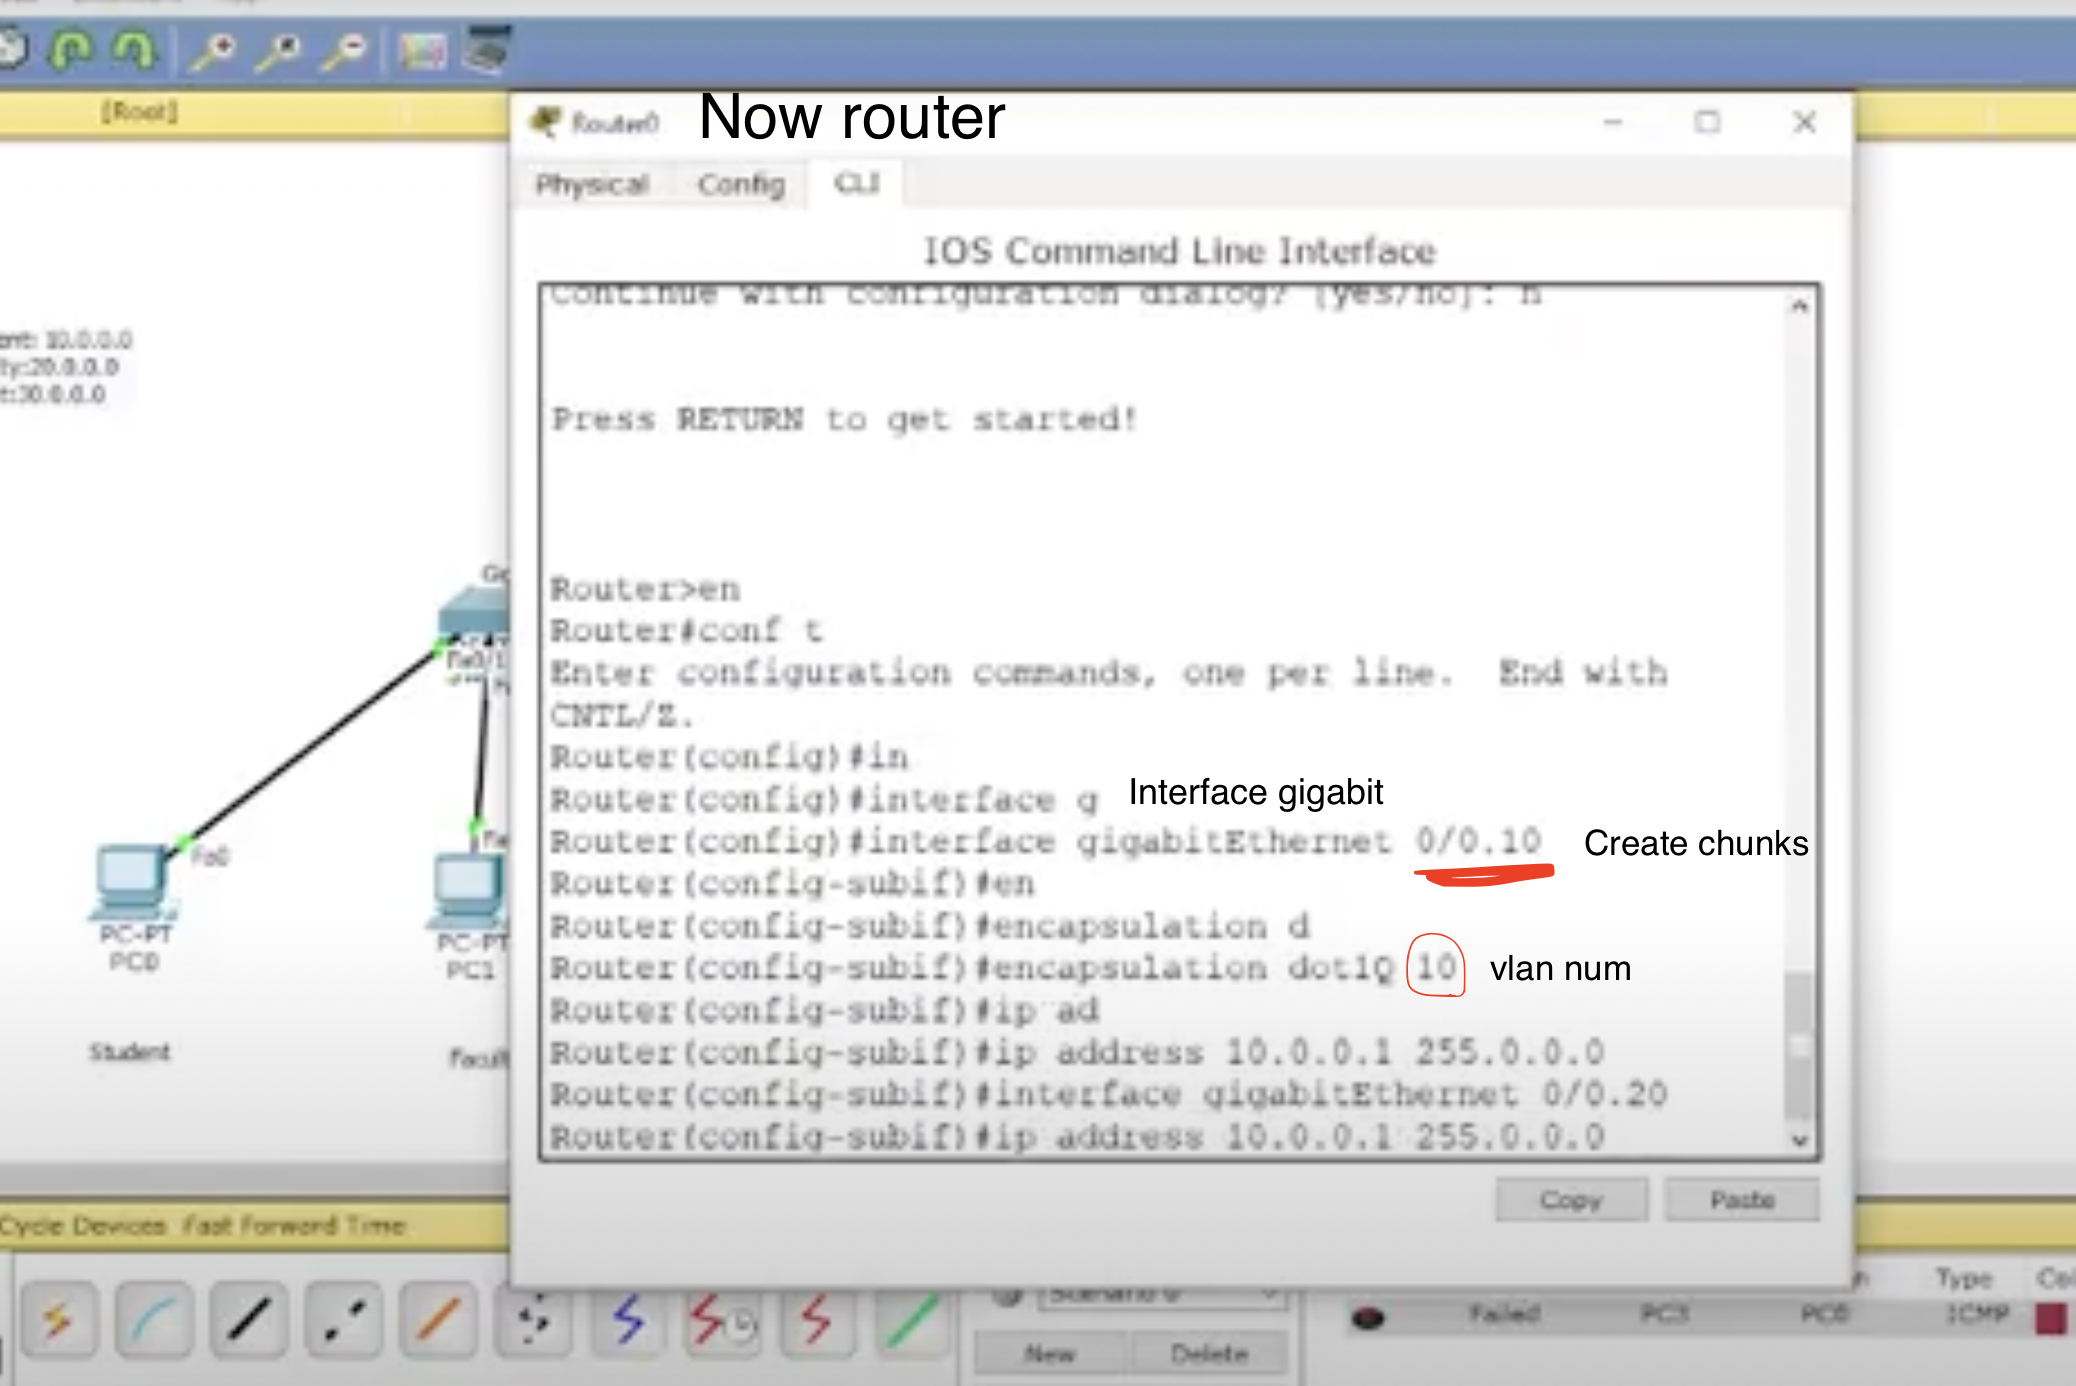 [Root]
Router0
Now router
Physical
Config
CLI
IOS Command Line Interface
Continue with configuration dialog? [yes/no]: n
Press RETURN to get started!
Router>en
Router#conf t
Enter configuration commands, one per line. End with
CNTL/Z.
Router(config)#in
Router(config)#interface g
Interface gigabit
Router(config)#interface gigabitEthernet 0/0.10
Create chunks
Router(config-subif)#en
Router(config-subif)#encapsulation d
Router(config-subif)#encapsulation dot1Q 10
vlan num
Router(config-subif)#ip ad
Router(config-subif)#ip address 10.0.0.1 255.0.0.0
Router(config-subif)#interface gigabitEthernet 0/0.20
Router(config-subif)#ip address 10.0.0.1 255.0.0.0
Copy
Paste
ent: 10.0.0.0
ty:20.0.0.0
t:30.0.0.0
Fa0/1
Fa0
PC-PT
PC0
PC-PT
PC1
Student
Facult
Cycle Devices Fast Forward Time
Scenario 0
New
Delete
Type
Failed
PC3
PC0
ICMP